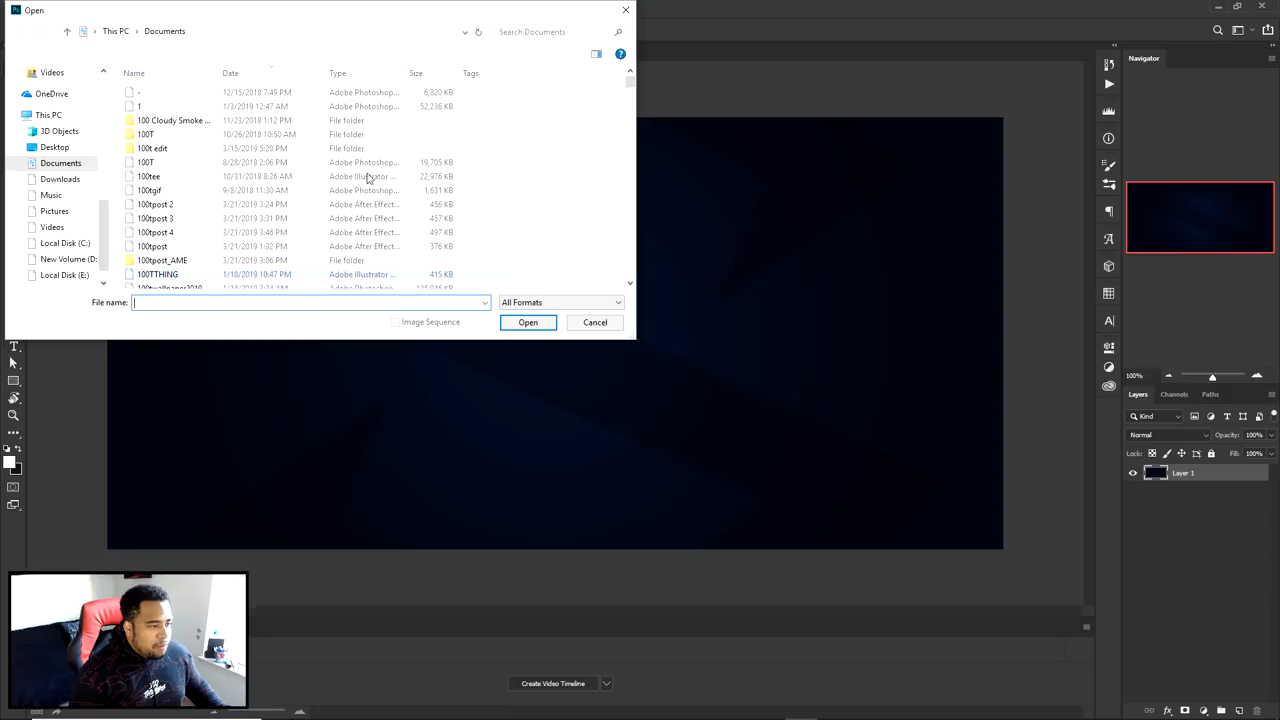 Ps Open
This PC › Documents
Search Documents
Name Date Type Size Tags
Videos
OneDrive
This PC
3D Objects
Desktop
Documents
Downloads
Music
Pictures
Videos
Local Disk (C:)
New Volume (D:
Local Disk (E:)
- 12/15/2018 7:49 PM Adobe Photoshop... 6,820 KB
1 1/3/2019 12:47 AM Adobe Photoshop... 52,236 KB
100 Cloudy Smoke ... 11/23/2018 1:12 PM File folder
100T 10/26/2018 10:50 AM File folder
100t edit 3/15/2019 5:20 PM File folder
100T 8/28/2018 2:06 PM Adobe Photoshop... 19,705 KB
100tee 10/31/2018 8:26 AM Adobe Illustrator ... 22,976 KB
100tgif 9/8/2018 11:30 AM Adobe Photoshop... 1,631 KB
100tpost 2 3/21/2019 3:24 PM Adobe After Effect... 456 KB
100tpost 3 3/21/2019 3:31 PM Adobe After Effect... 457 KB
100tpost 4 3/21/2019 3:46 PM Adobe After Effect... 497 KB
100tpost 3/21/2019 1:32 PM Adobe After Effect... 376 KB
100tpost_AME 3/21/2019 3:06 PM File folder
100TTHING 1/18/2019 10:47 PM Adobe Illustrator ... 415 KB
100twallpaper2019
File name:
All Formats
Image Sequence
Open Cancel
Navigator
100%
Layers Channels Paths
Kind
Normal Opacity: 100%
Lock: Fill: 100%
Layer 1
Create Video Timeline